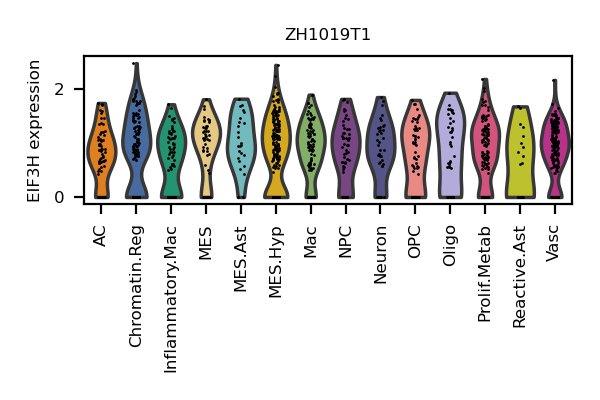 ZH1019T1
EIF3H expression
2
0
AC
Chromatin.Reg
Inflammatory.Mac
MES
MES.Ast
MES.Hyp
Mac
NPC
Neuron
OPC
Oligo
Prolif.Metab
Reactive.Ast
Vasc